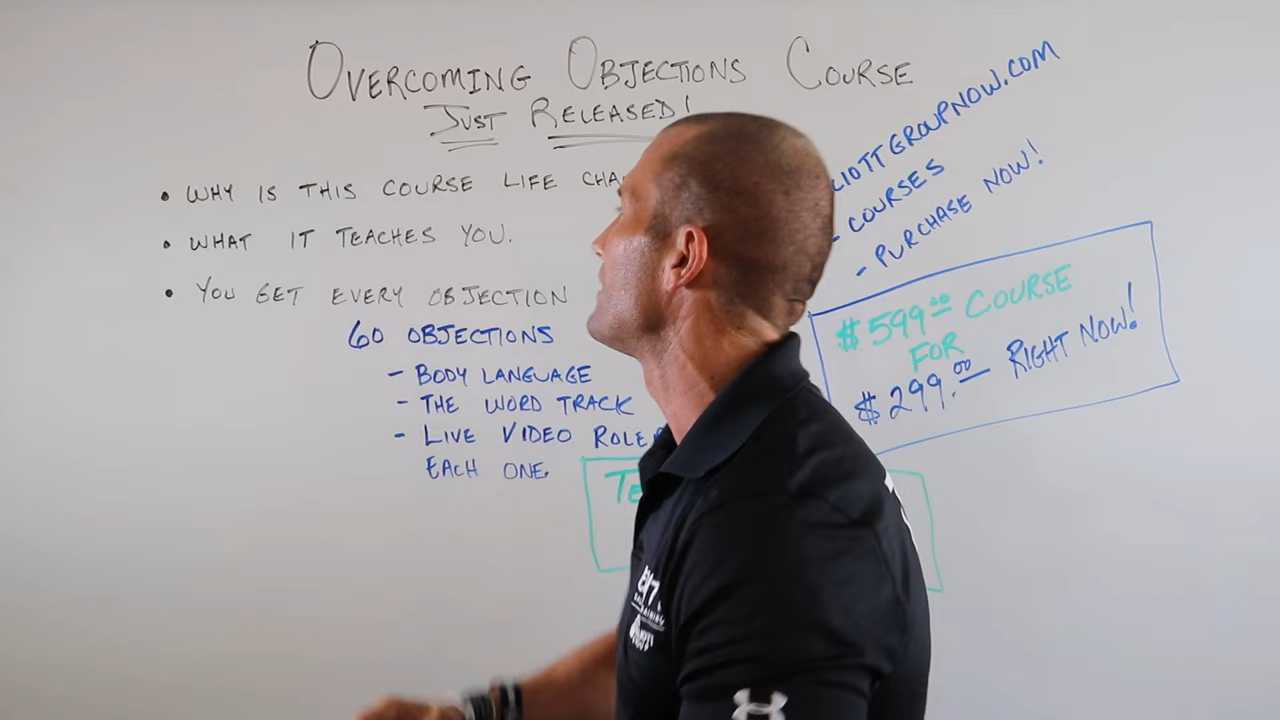 OVERCOMING OBJECTIONS COURSE
JUST RELEASED!
• WHY IS THIS COURSE LIFE
• WHAT IT TEACHES YOU.
• YOU GET EVERY OBJECTION
60 OBJECTIONS
- BODY LANGUAGE
- THE WORD TRACK
- LIVE VIDEO ROLE
EACH ONE.
LIOTTGROUPNOW.COM
- COURSES
- PURCHASE NOW!
$599.00 COURSE
FOR
$299.00 RIGHT NOW!